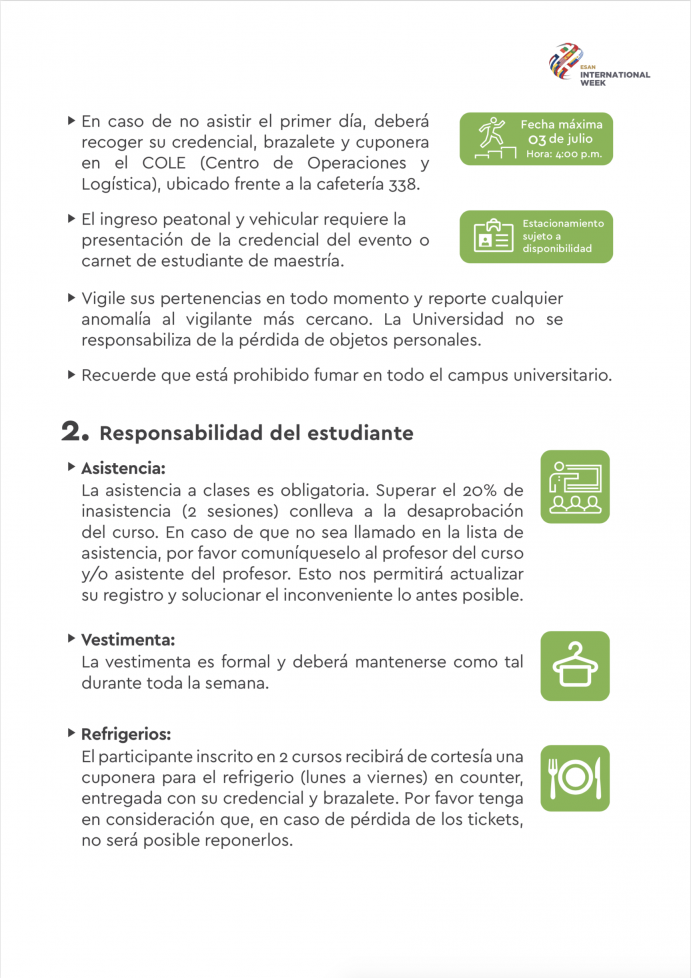 ESAN
INTERNATIONAL
WEEK
En caso de no asistir el primer día, deberá
recoger su credencial, brazalete y cuponera
en el COLE (Centro de Operaciones y
Logística), ubicado frente a la cafetería 338.
Fecha máxima
03 de julio
Hora: 4:00 p.m.
El ingreso peatonal y vehicular requiere la
presentación de la credencial del evento o
carnet de estudiante de maestría.
Estacionamiento
sujeto a
disponibilidad
Vigile sus pertenencias en todo momento y reporte cualquier
anomalía al vigilante más cercano. La Universidad no se
responsabiliza de la pérdida de objetos personales.
Recuerde que está prohibido fumar en todo el campus universitario.
2. Responsabilidad del estudiante
Asistencia:
La asistencia a clases es obligatoria. Superar el 20% de
inasistencia (2 sesiones) conlleva a la desaprobación
del curso. En caso de que no sea llamado en la lista de
asistencia, por favor comuníqueselo al profesor del curso
y/o asistente del profesor. Esto nos permitirá actualizar
su registro y solucionar el inconveniente lo antes posible.
Vestimenta:
La vestimenta es formal y deberá mantenerse como tal
durante toda la semana.
Refrigerios:
El participante inscrito en 2 cursos recibirá de cortesía una
cuponera para el refrigerio (lunes a viernes) en counter,
entregada con su credencial y brazalete. Por favor tenga
en consideración que, en caso de pérdida de los tickets,
no será posible reponerlos.